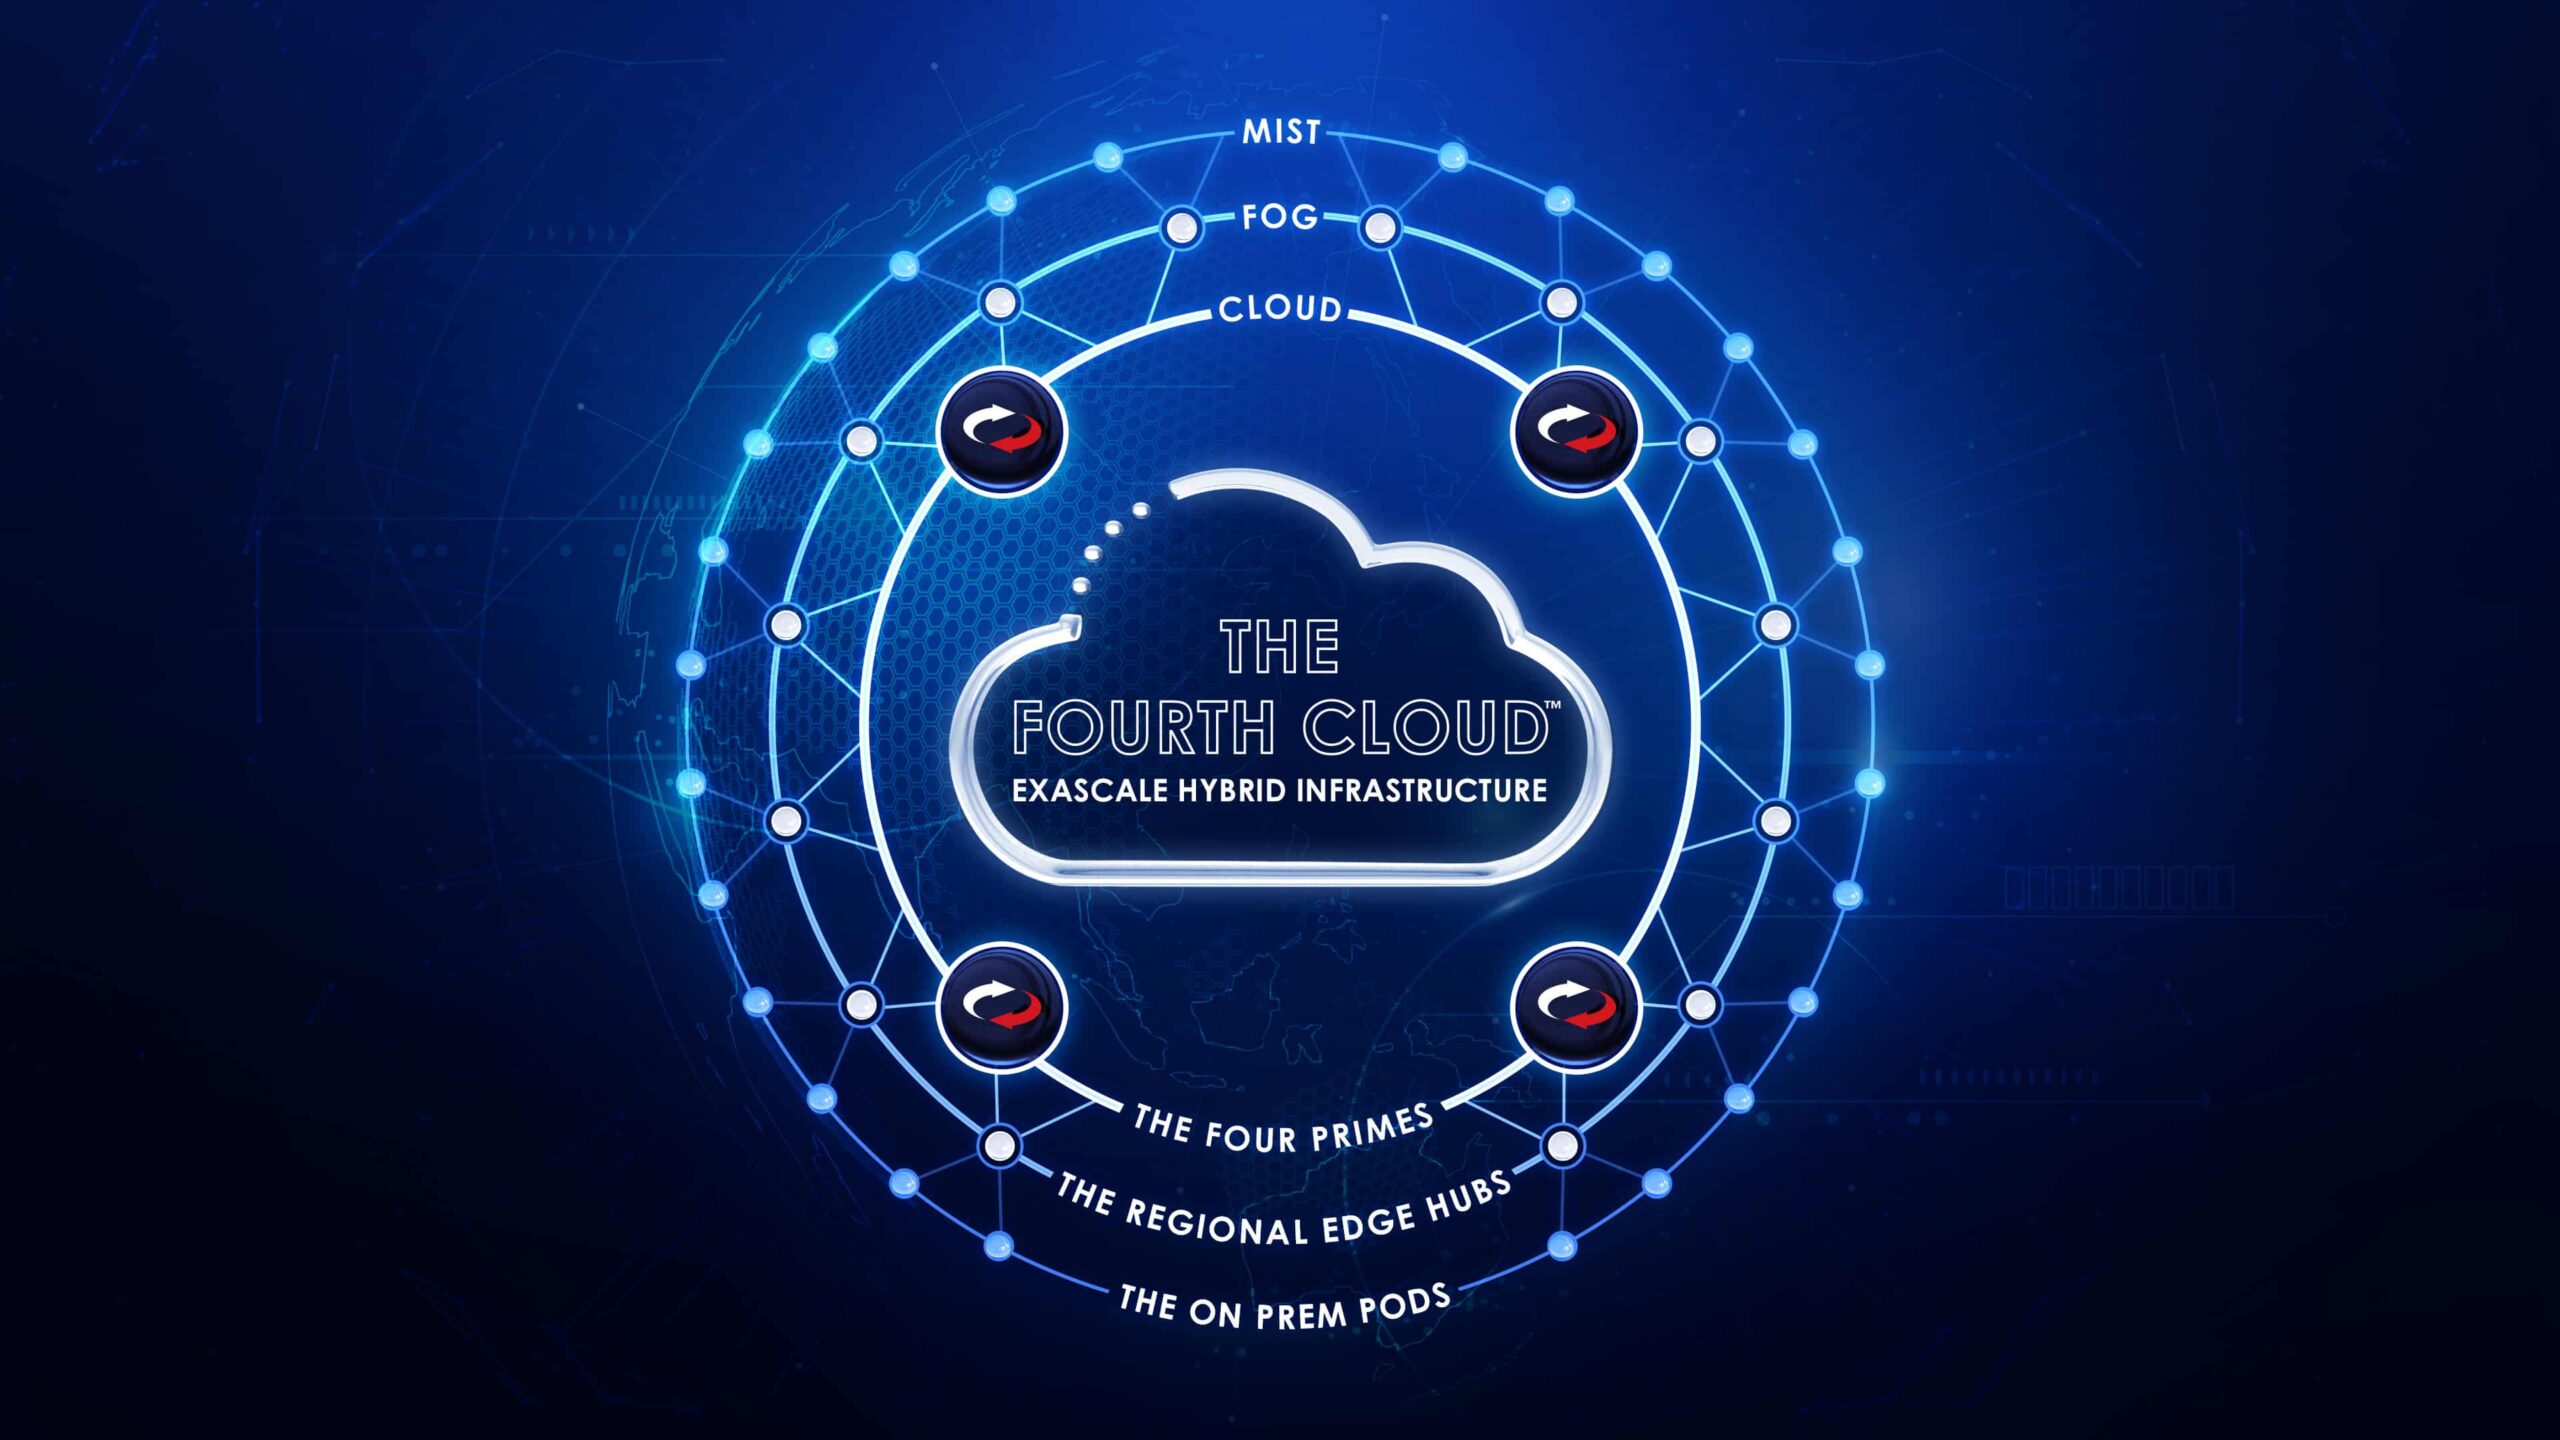 MIST
FOG
CLOUD
THE
FOURTH CLOUD™
EXASCALE HYBRID INFRASTRUCTURE
THE FOUR PRIMES
THE REGIONAL EDGE HUBS
THE ON PREM PODS